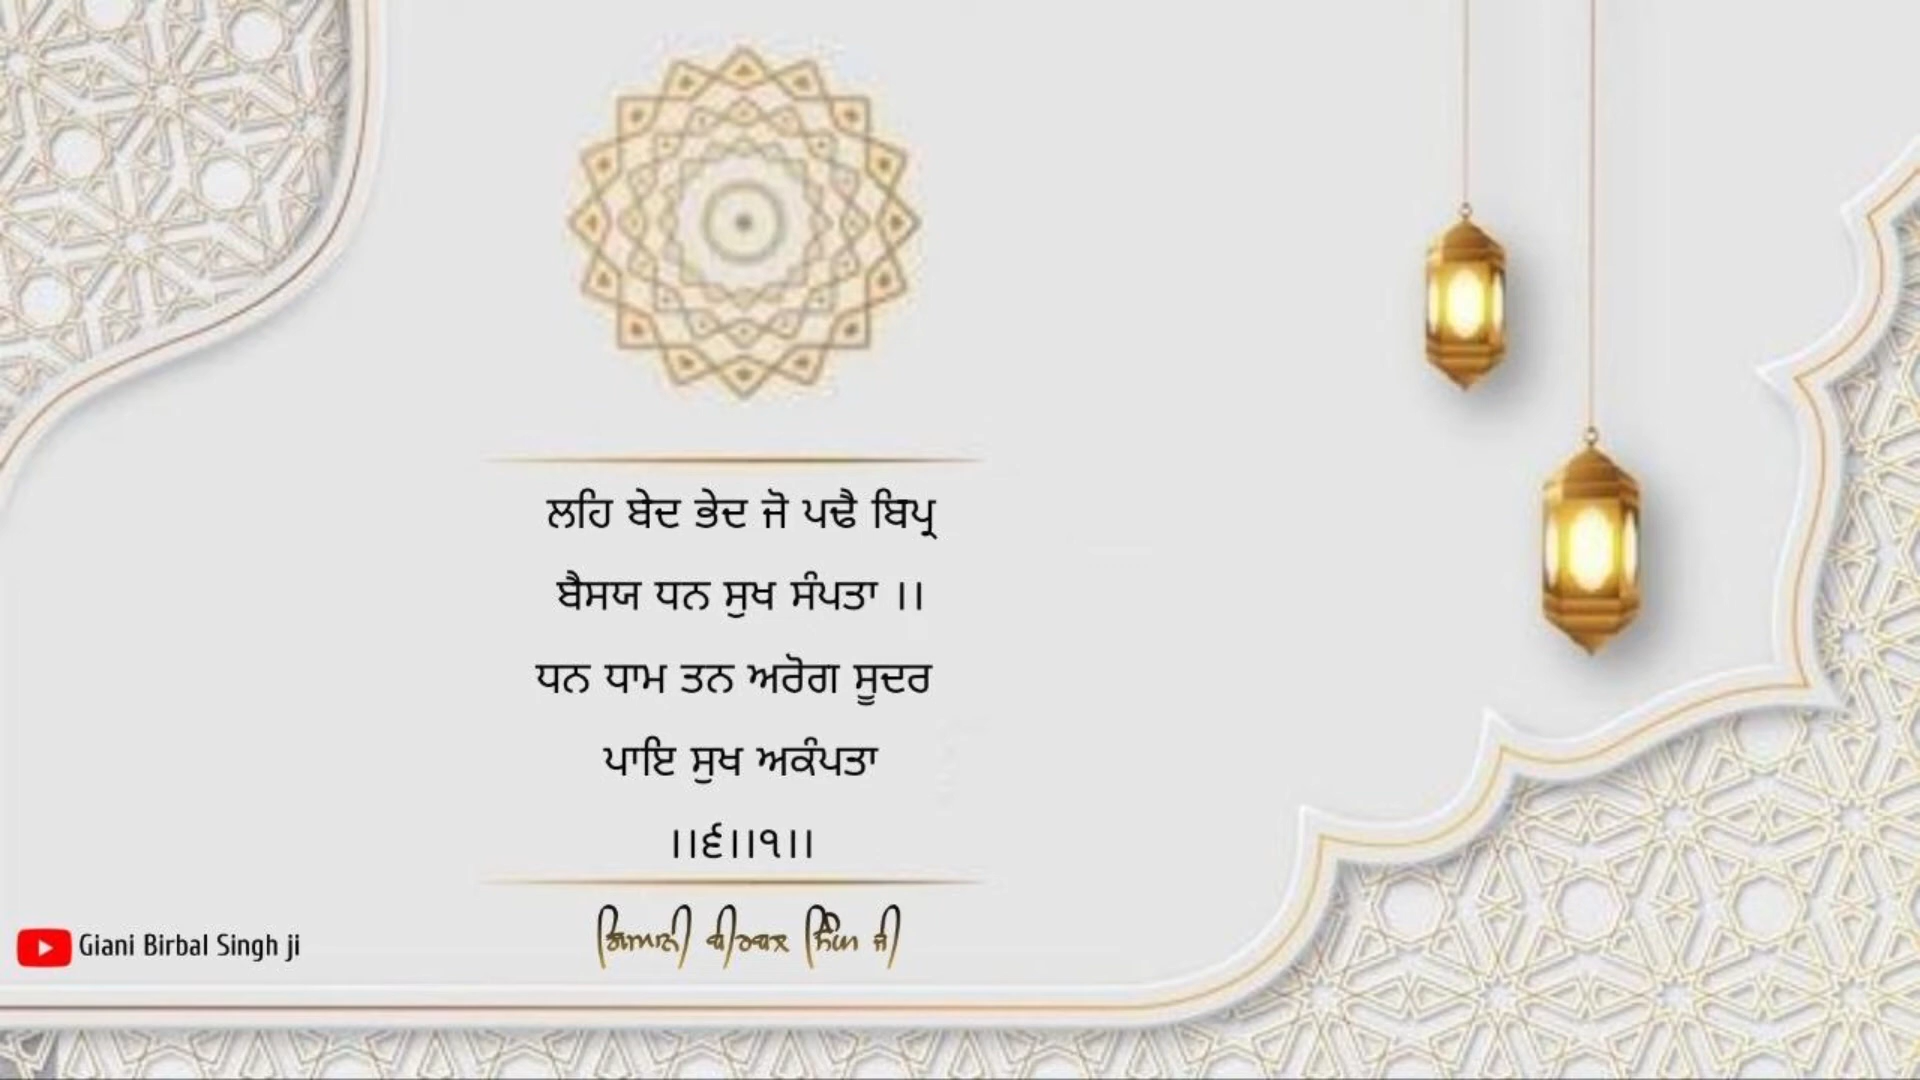 ਲਹਿ ਬੇਦ ਭੇਦ ਜੋ ਪਢੈ ਬਿਪ੍ਰ
ਬੈਸਯ ਧਨ ਸੁਖ ਸੰਪਤਾ ।।
ਧਨ ਧਾਮ ਤਨ ਅਰੋਗ ਸੂਦਰ
ਪਾਇ ਸੁਖ ਅਕੰਪਤਾ
।।੬।।੧।।
ਗਿਆਨੀ ਬੀਰਬਲ ਸਿੰਘ ਜੀ
Giani Birbal Singh ji